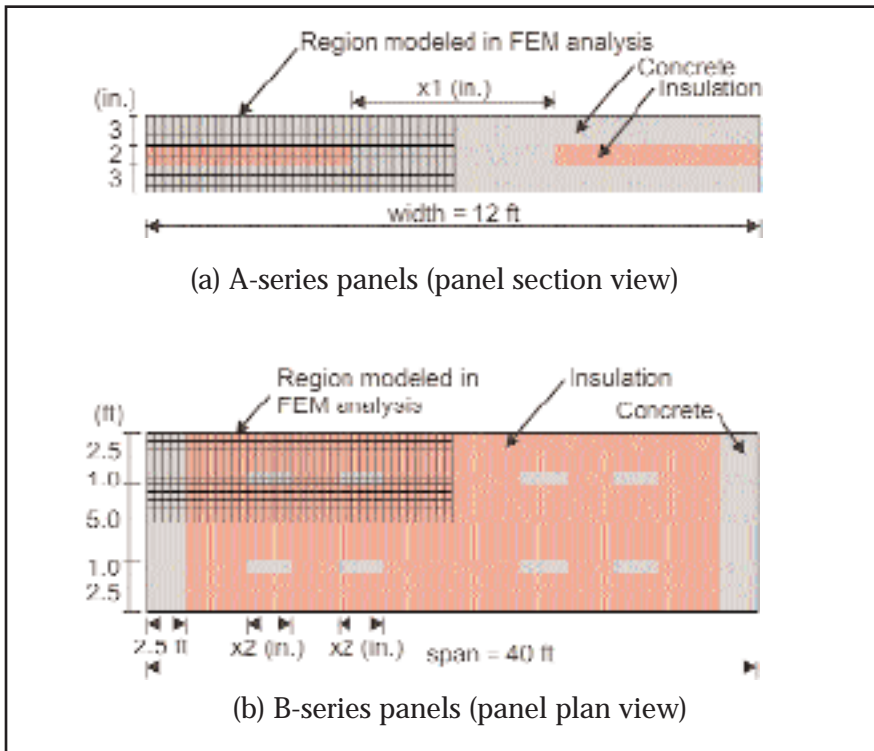 Region modeled in FEM analysis
Concrete
Insulation
x1 (in.)
(in.)
3
2
3
width = 12 ft
(a) A-series panels (panel section view)
Region modeled in
FEM analysis
Insulation
Concrete
(ft)
2.5
1.0
5.0
1.0
2.5
2.5 ft
x2 (in.)
x2 (in.)
span = 40 ft
(b) B-series panels (panel plan view)